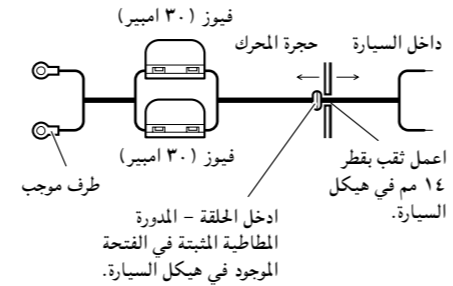 فيوز (٣٠ امبير)
داخل السيارة
حجرة المحرك
فيوز (٣٠ امبير)
طرف موجب
اعمل ثقب بقطر
١٤ مم في هيكل
السيارة.
ادخل الحلقة – المدورة
المطاطية المثبتة في الفتحة
الموجود في هيكل السيارة.